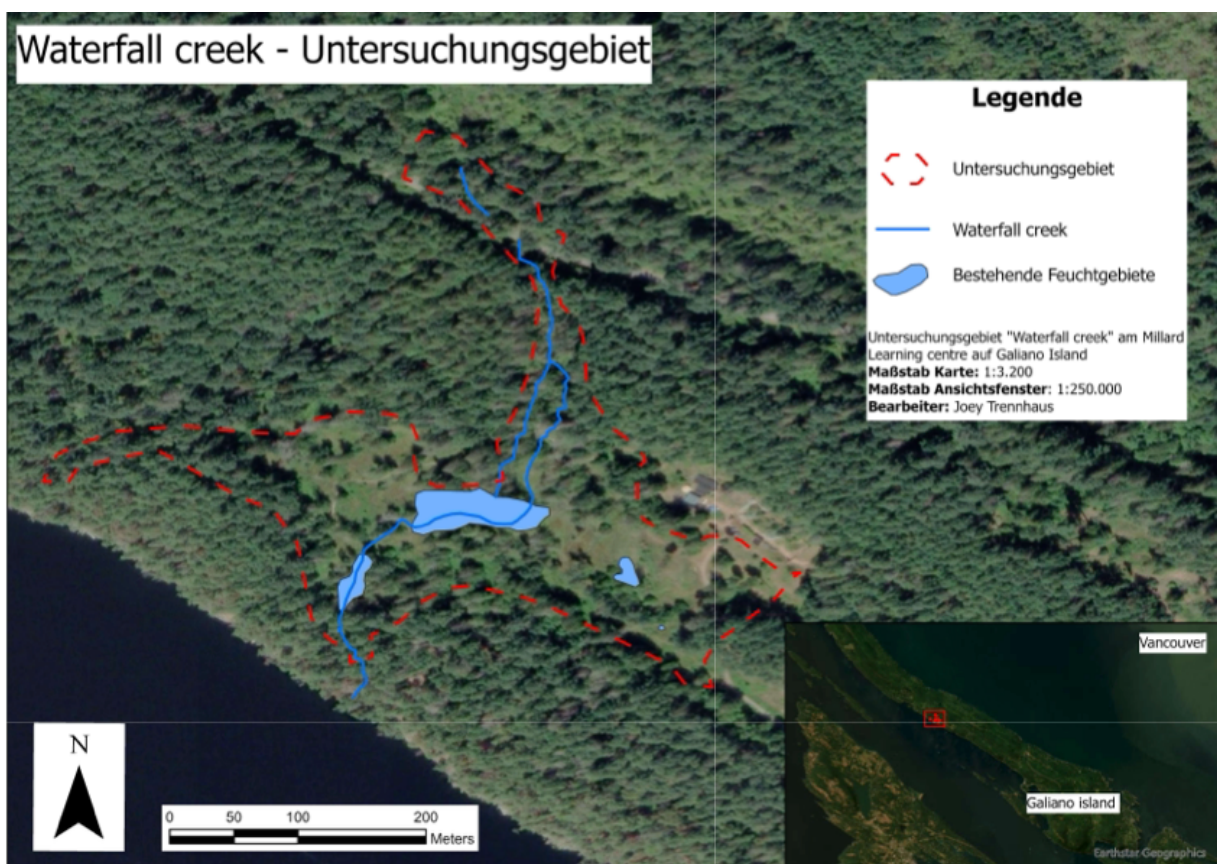 Waterfall creek - Untersuchungsgebiet
Legende
Untersuchungsgebiet
Waterfall creek
Bestehende Feuchtgebiete
Untersuchungsgebiet "Waterfall creek" am Millard
Learning centre auf Galiano Island
Maßstab Karte: 1:3.200
Maßstab Ansichtsfenster: 1:250.000
Bearbeiter: Joey Trennhaus
Vancouver
Galiano island
Earthstar Geographics
N
0 50 100 200
Meters